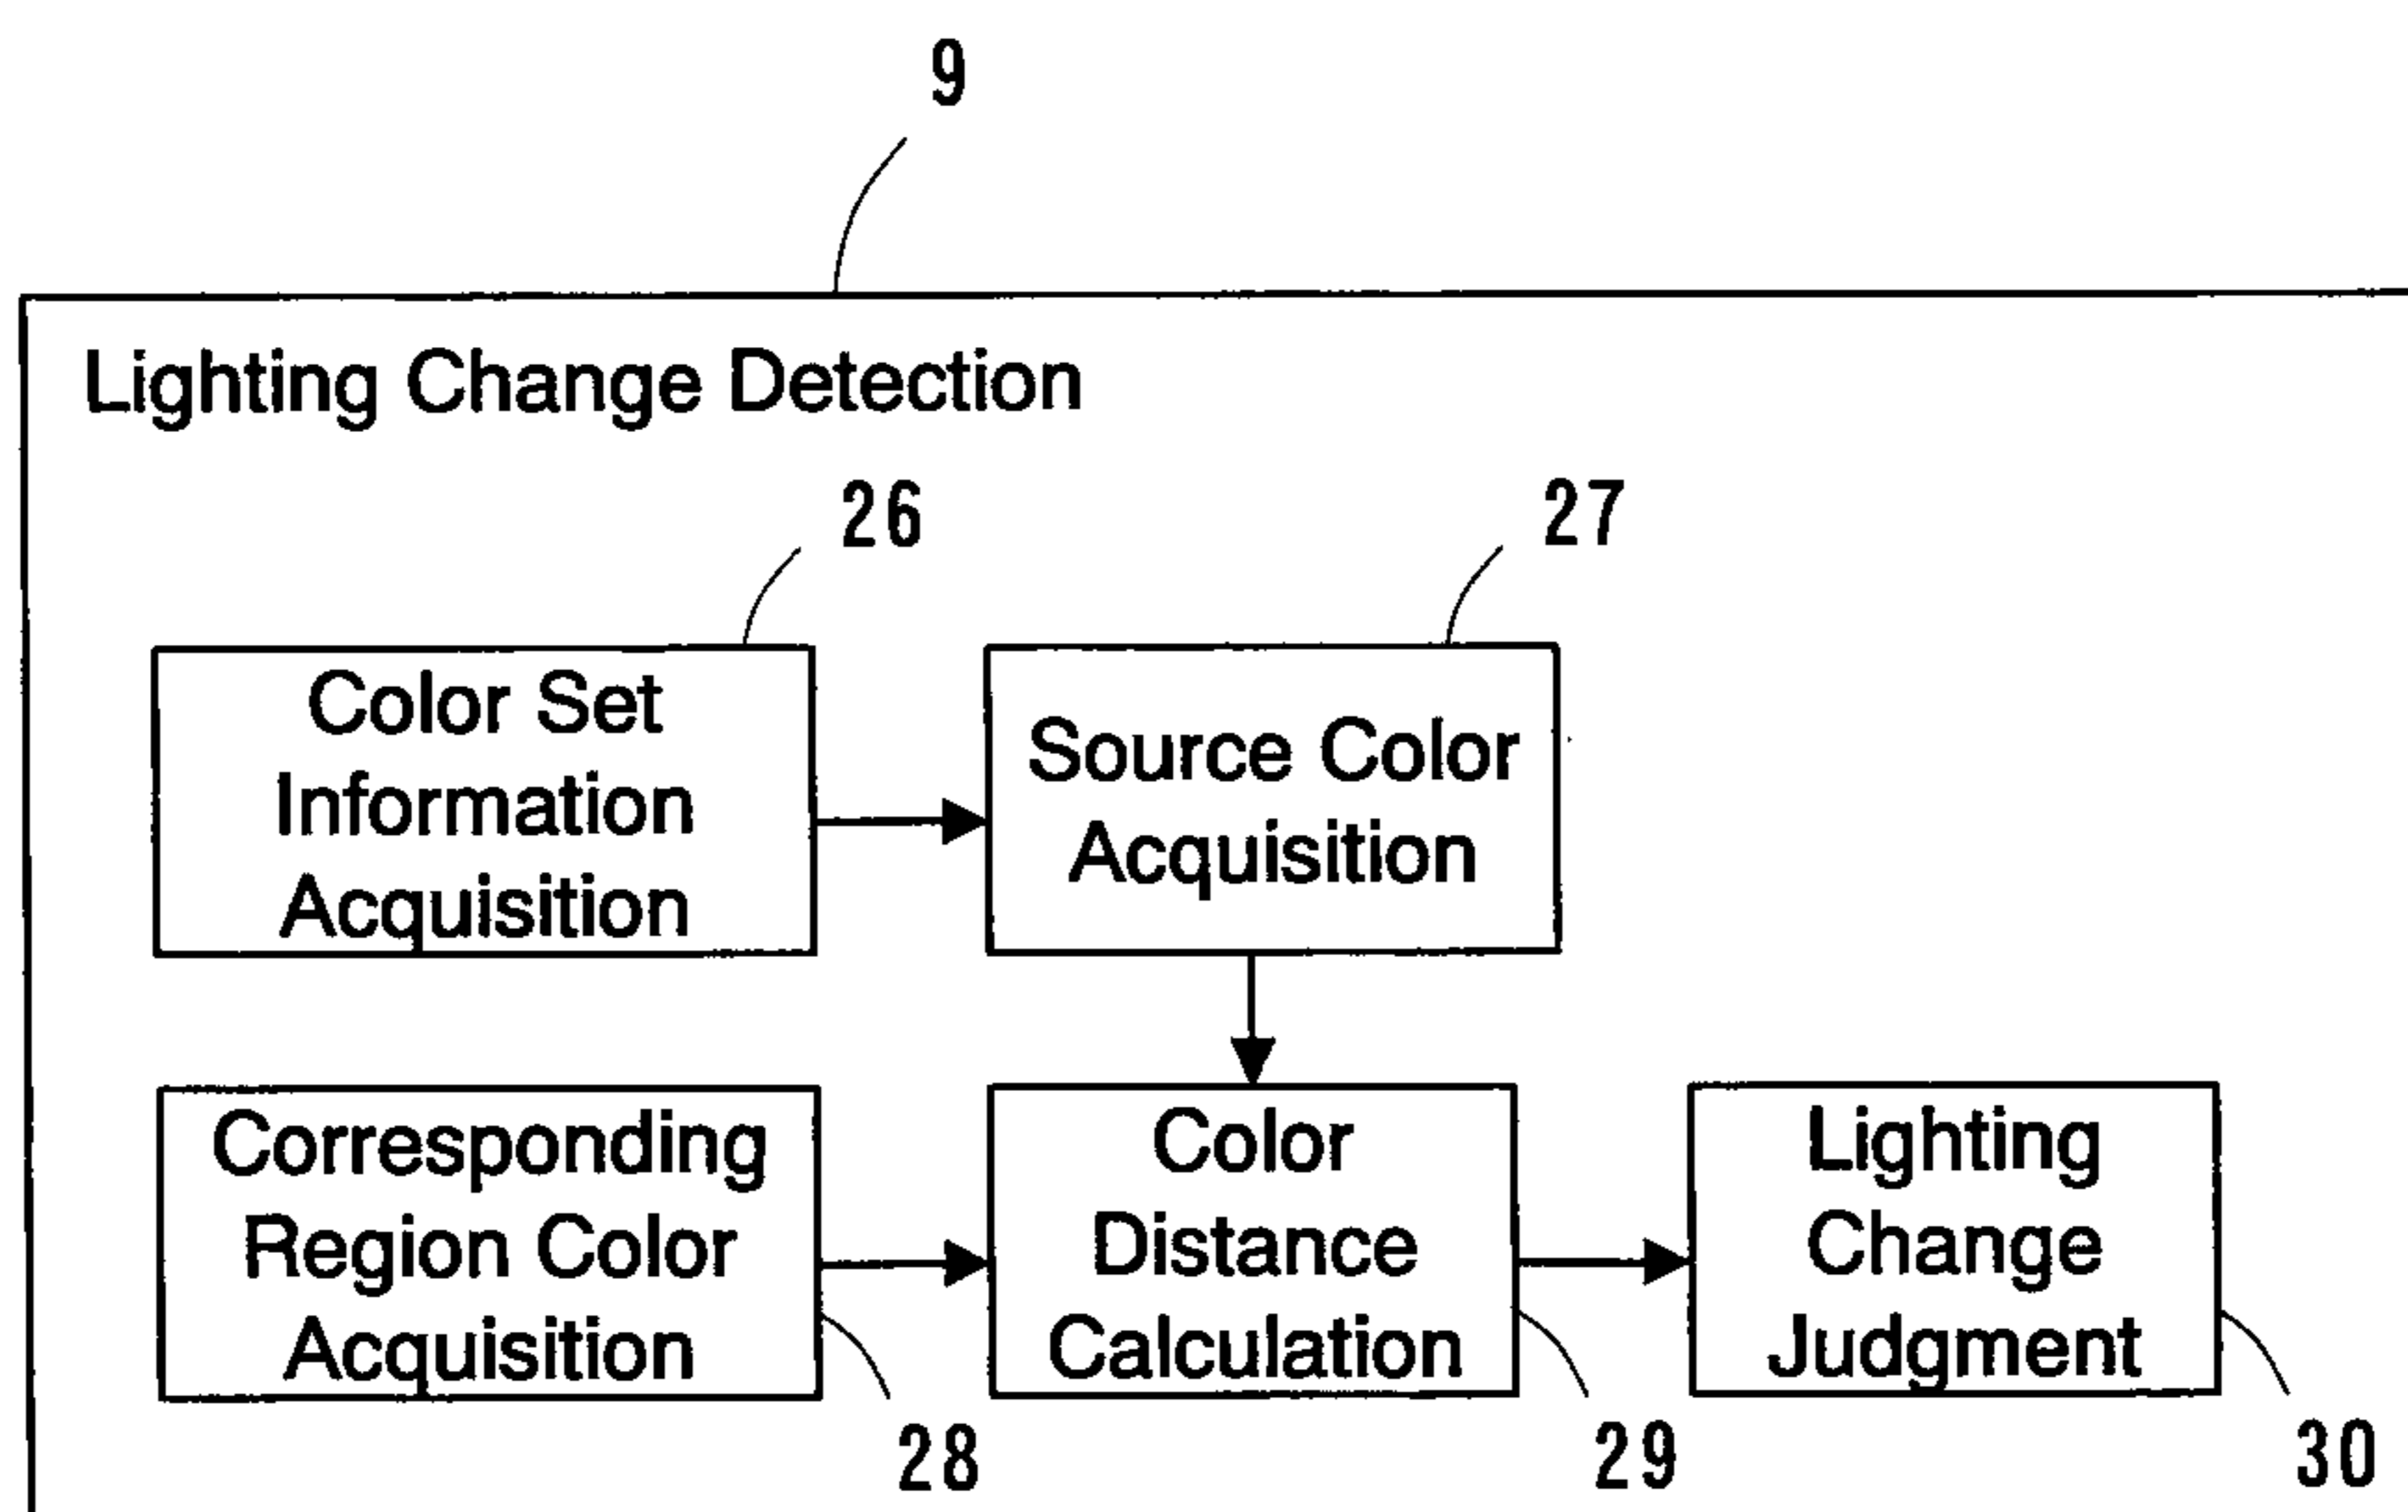 9
Lighting Change Detection
26
27
Color Set
Information
Acquisition
Source Color
Acquisition
Corresponding
Region Color
Acquisition
Color
Distance
Calculation
Lighting
Change
Judgment
28
29
30